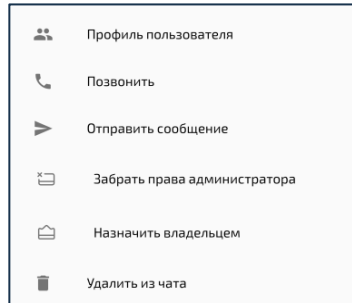 Профиль пользователя
Позвонить
Отправить сообщение
Забрать права администратора
Назначить владельцем
Удалить из чата